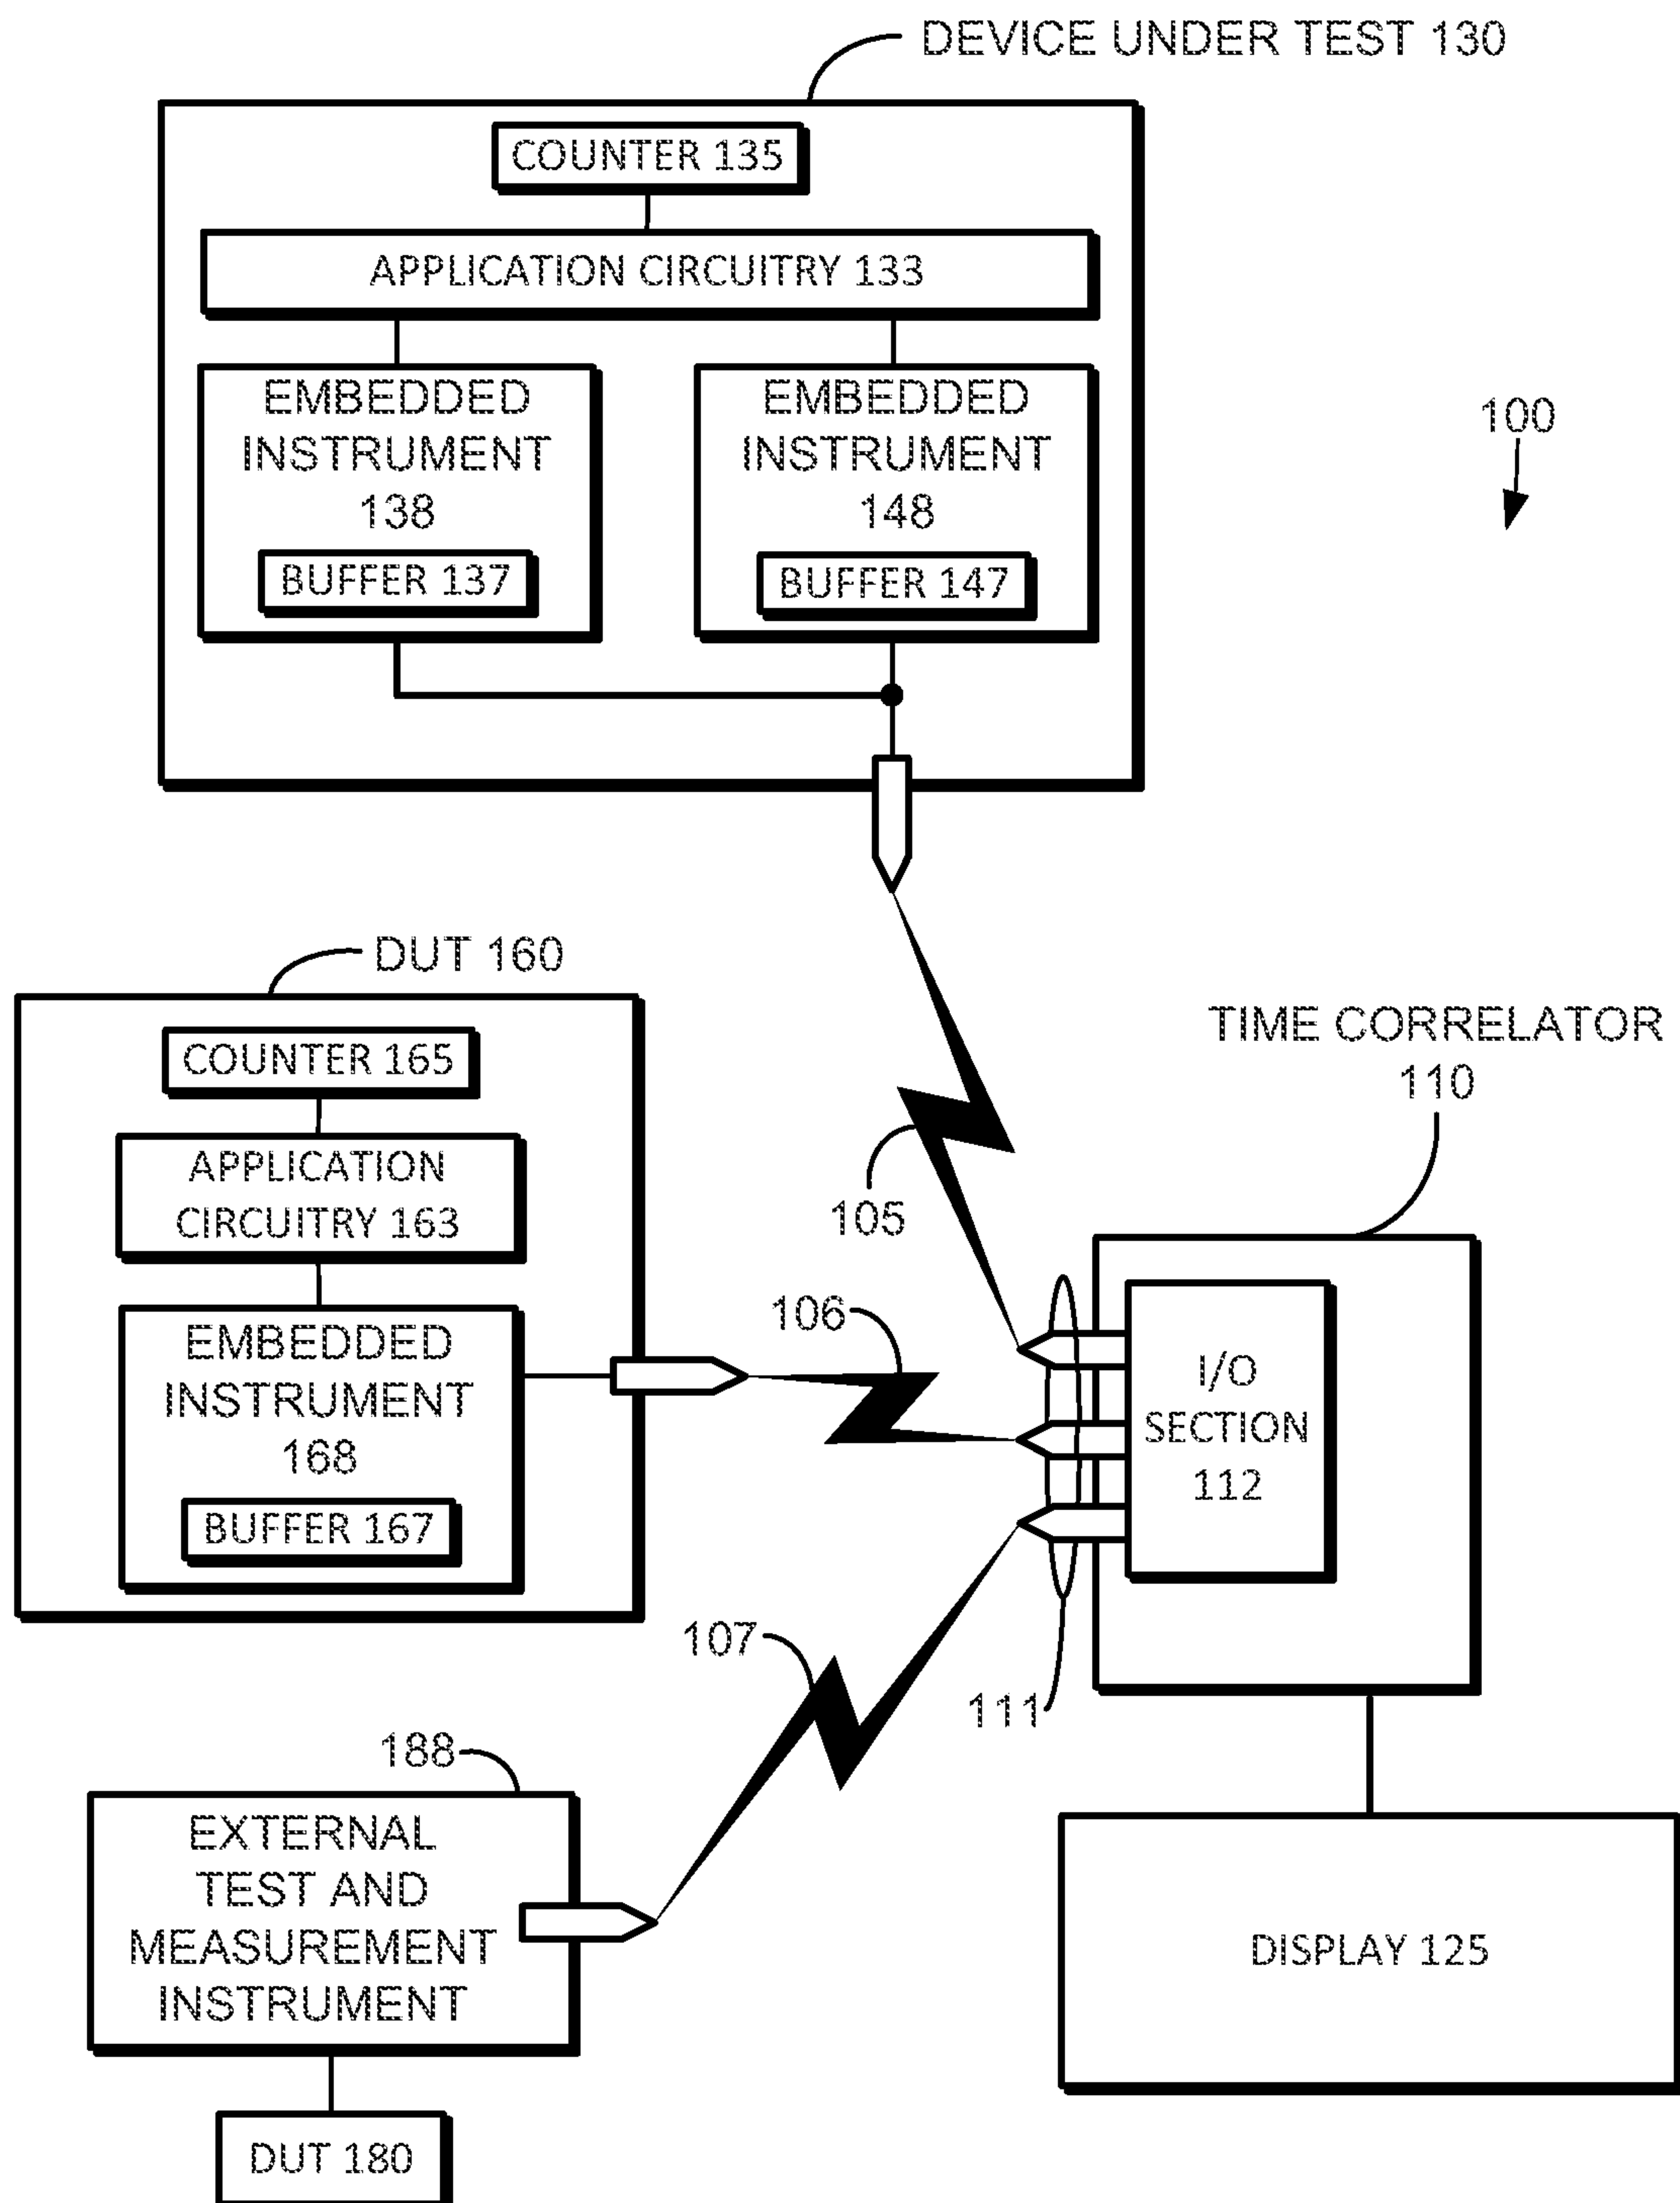 DEVICE UNDER TEST 130
COUNTER 135
APPLICATION CIRCUITRY 133
EMBEDDED
INSTRUMENT
138
BUFFER 137
EMBEDDED
INSTRUMENT
148
BUFFER 147
100
DUT 160
COUNTER 165
APPLICATION
CIRCUITRY 163
EMBEDDED
INSTRUMENT
168
BUFFER 167
105
106
107
TIME CORRELATOR
110
I/O
SECTION
112
111
188
EXTERNAL
TEST AND
MEASUREMENT
INSTRUMENT
DUT 180
DISPLAY 125